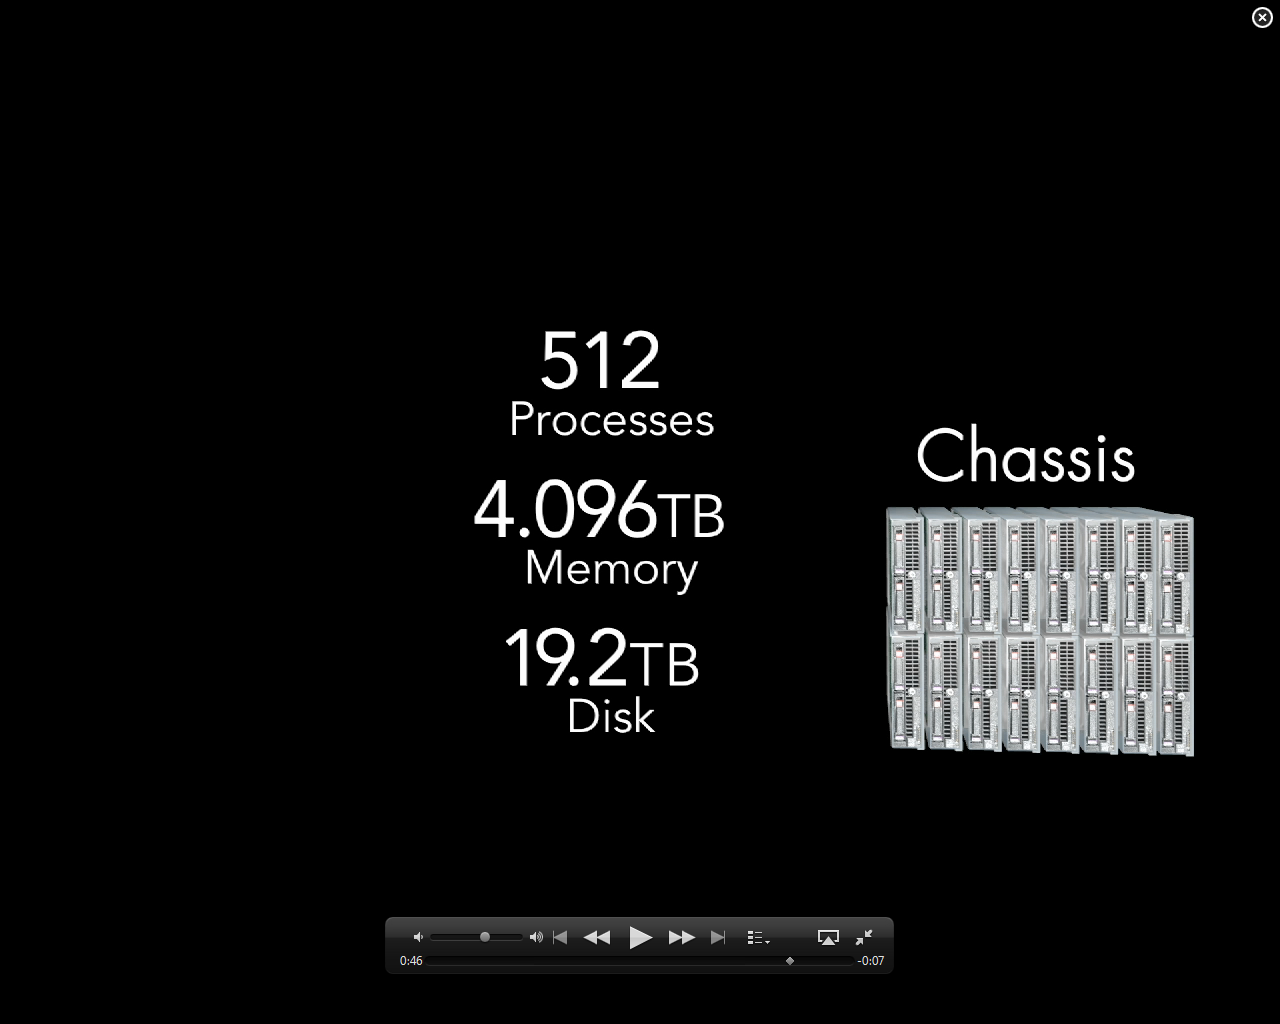 512
Processes
4.096TB
Memory
19.2TB
Disk
Chassis
0:46
-0:07